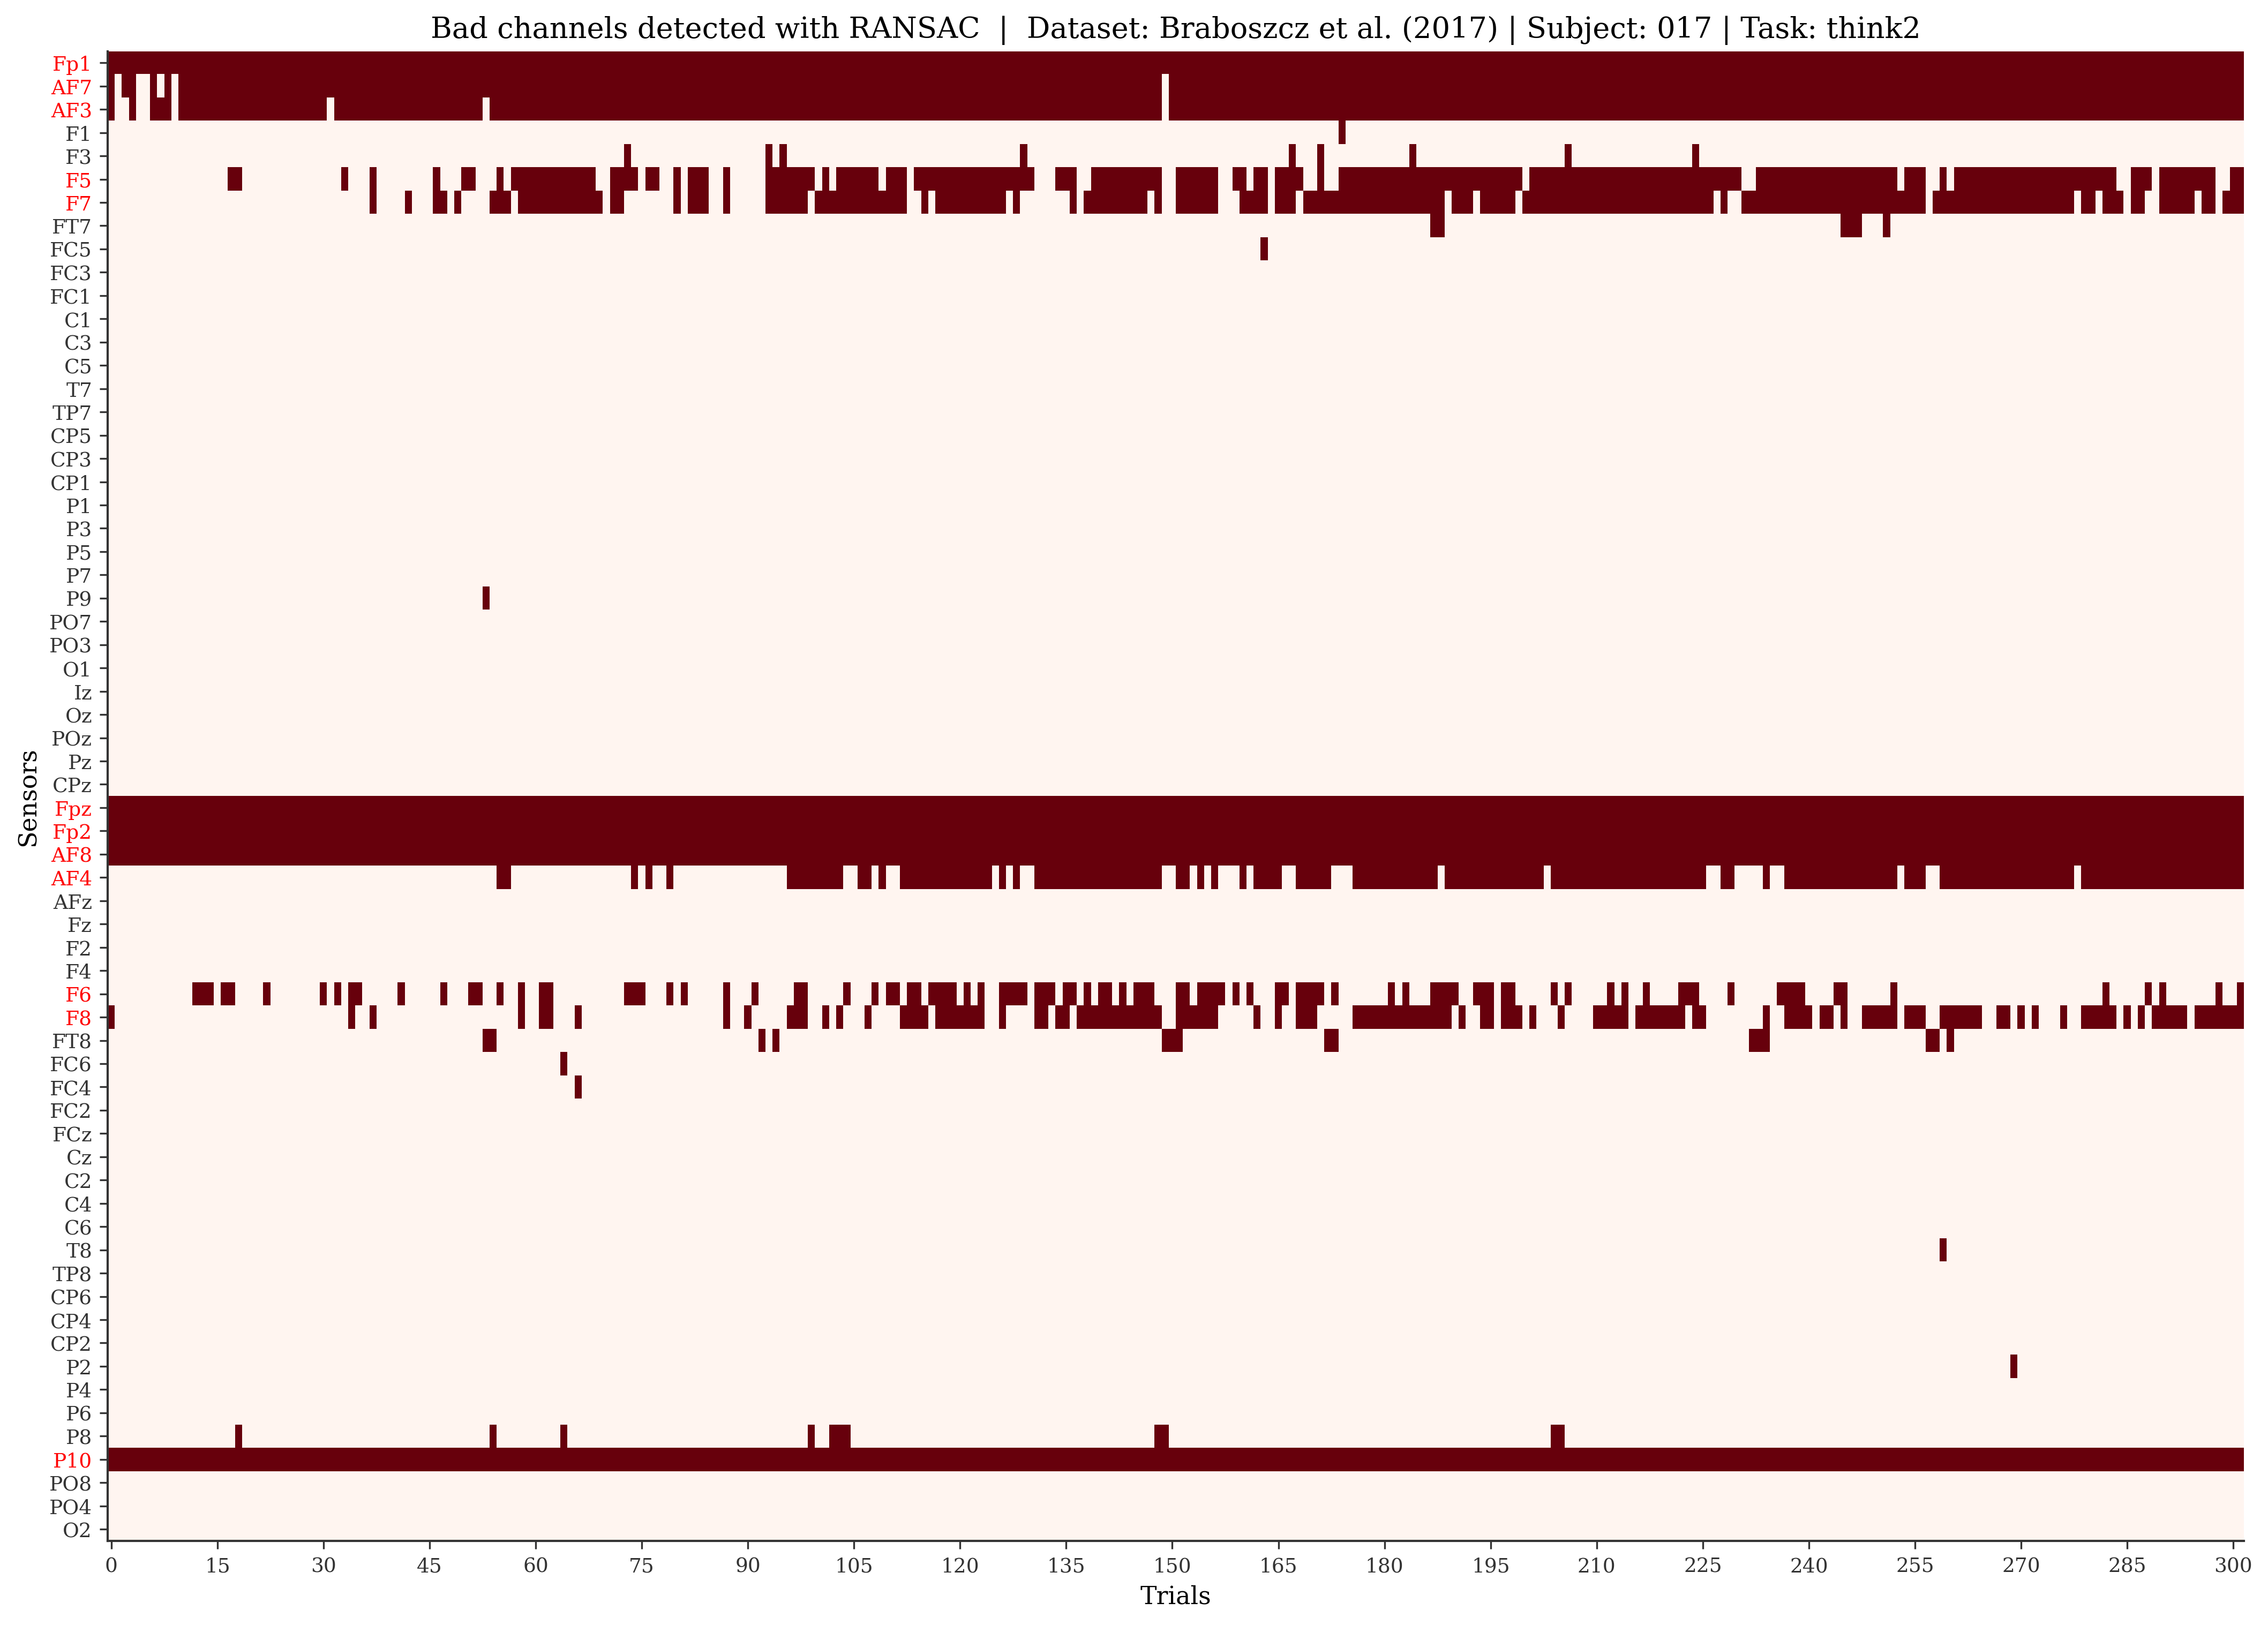 Bad channels detected with RANSAC | Dataset: Braboszcz et al. (2017) | Subject: 017 | Task: think2
Sensors
Fp1
AF7
AF3
F1
F3
F5
F7
FT7
FC5
FC3
FC1
C1
C3
C5
T7
TP7
CP5
CP3
CP1
P1
P3
P5
P7
P9
PO7
PO3
O1
Iz
Oz
POz
Pz
CPz
Fpz
Fp2
AF8
AF4
AFz
Fz
F2
F4
F6
F8
FT8
FC6
FC4
FC2
FCz
Cz
C2
C4
C6
T8
TP8
CP6
CP4
CP2
P2
P4
P6
P8
P10
PO8
PO4
O2
0 15 30 45 60 75 90 105 120 135 150 165 180 195 210 225 240 255 270 285 300
Trials